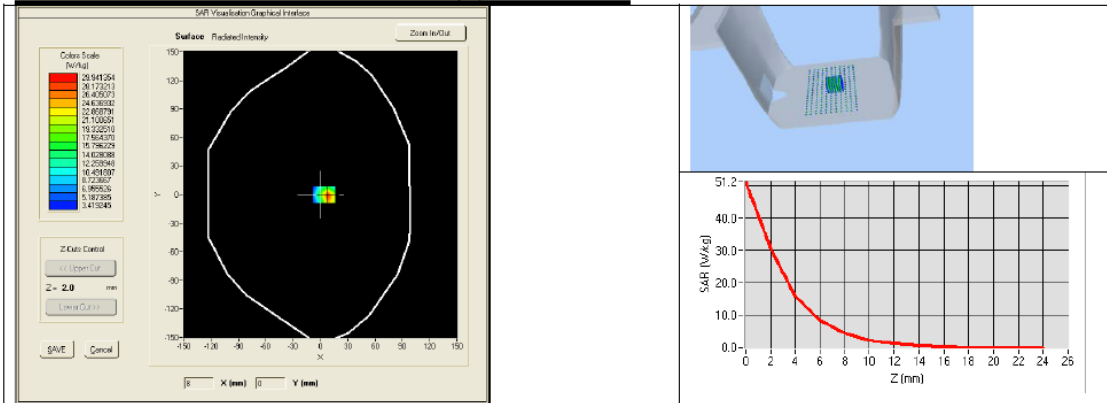 SAR Visualisation Graphical Interface
Surface Radiated Intensity
Zoom In/Out
Colors Scale
(W/kg)
29.941354
28.173213
26.405073
24.636932
22.868791
21.100651
19.332510
17.564370
15.796229
14.028088
12.259948
10.491807
8.723667
6.955526
5.187385
3.419245
150-
120-
90-
60-
30-
Y
0-
-30-
-60-
-90-
-120-
-150-
-150 -120 -90 -60 -30 0 30 60 90 120 150
X
Z-Cuts Control
<< Upper Cut
Z = 2.0 mm
Lower Cut >>
SAVE Cancel
8 X (mm) 0 Y (mm)
51.2-
40.0-
30.0-
20.0-
10.0-
0.0-
SAR (W/kg)
0 2 4 6 8 10 12 14 16 18 20 22 24 26
Z (mm)